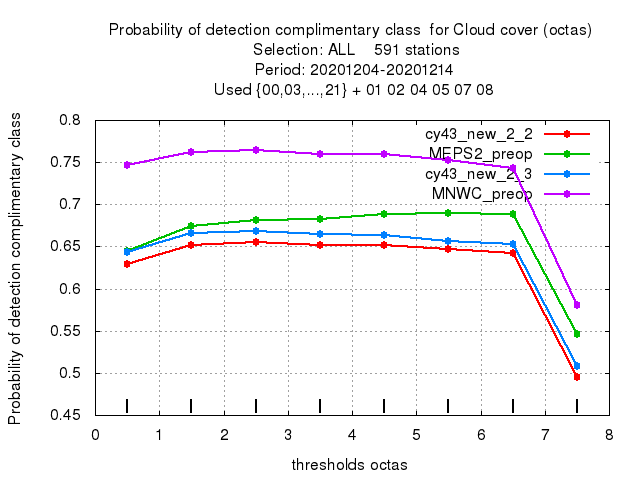 Probability of detection complimentary class  for Cloud cover (octas)
Selection: ALL    591 stations
Period: 20201204-20201214
Used {00,03,...,21} + 01 02 04 05 07 08
Probability of detection complimentary class
0.8
0.75
0.7
0.65
0.6
0.55
0.5
0.45
cy43_new_2_2
MEPS2_preop
cy43_new_2_3
MNWC_preop
0 1 2 3 4 5 6 7 8
thresholds octas